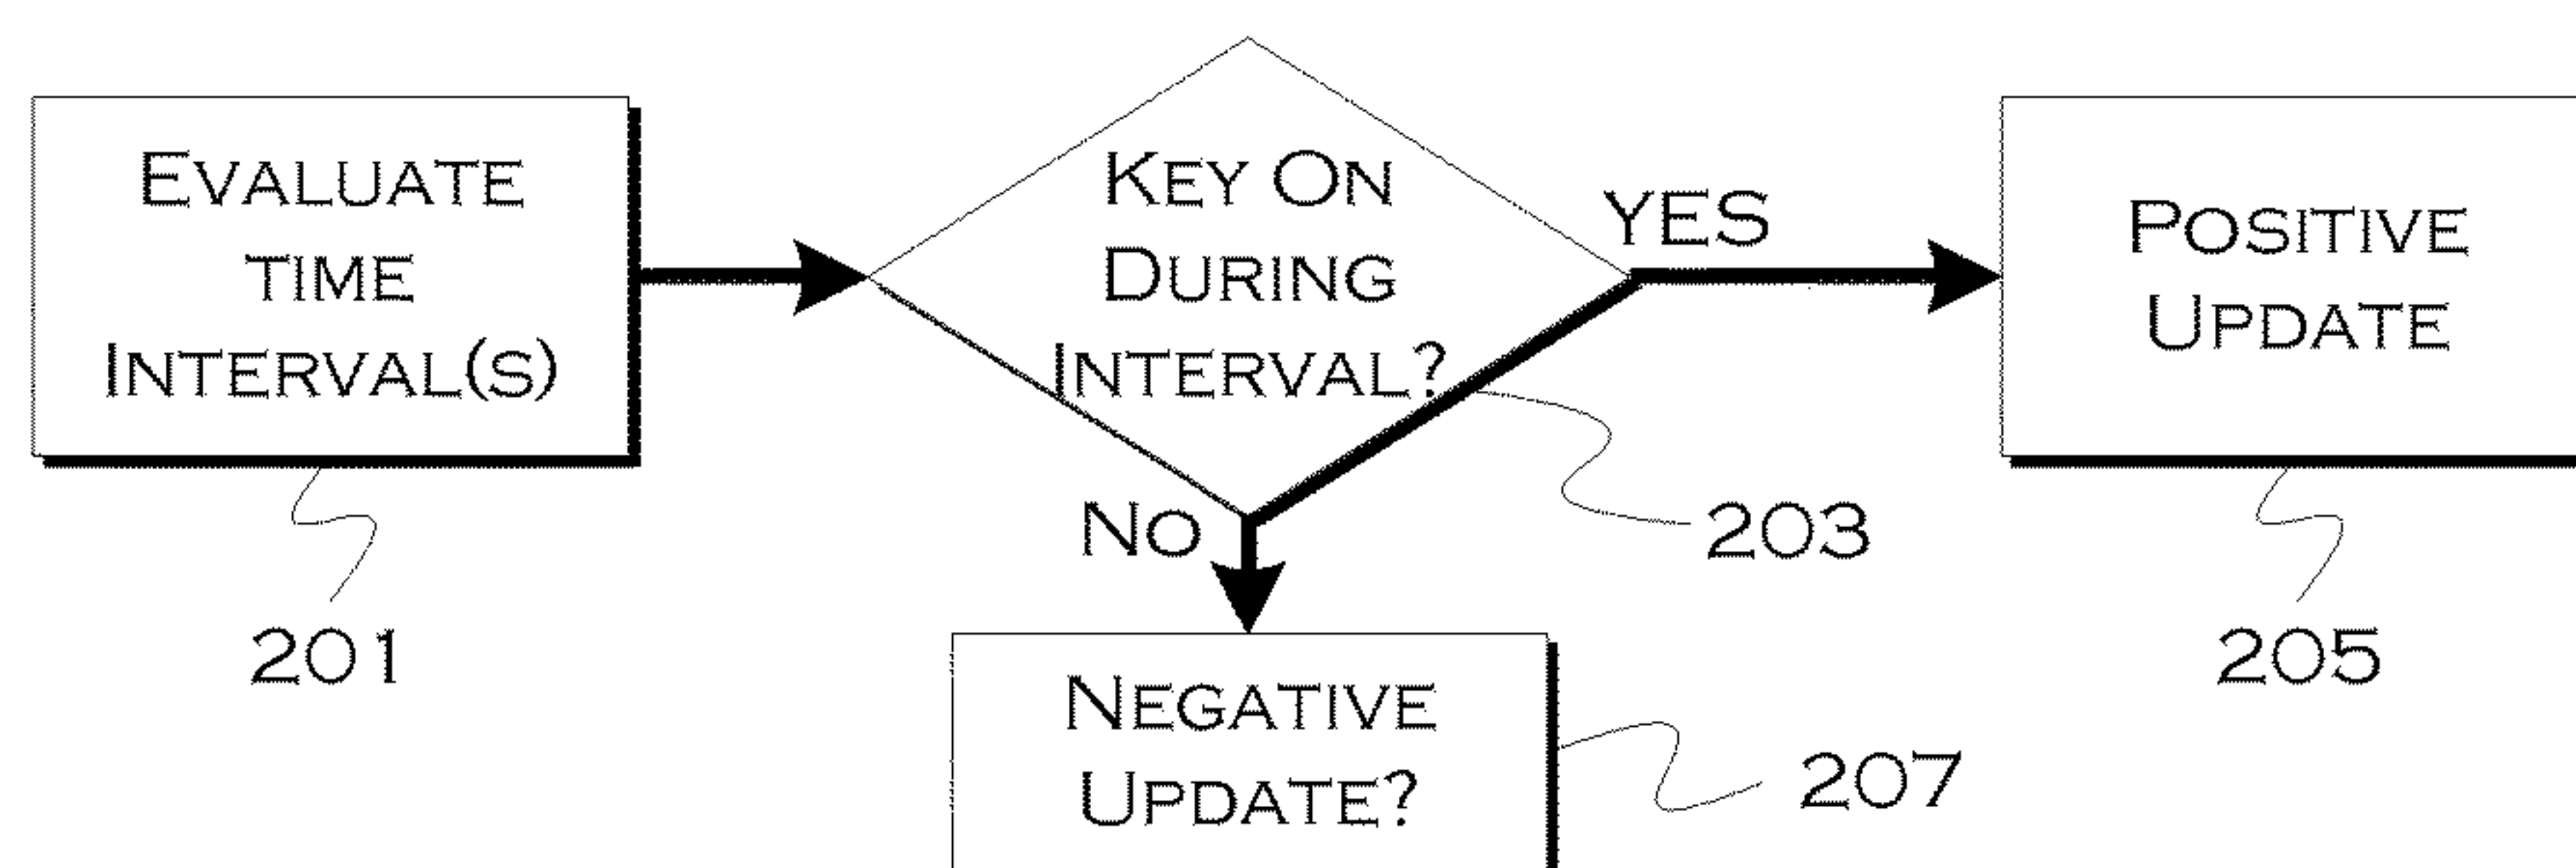 EVALUATE
TIME
INTERVAL(S)
KEY ON
DURING
INTERVAL?
YES
POSITIVE
UPDATE
NO
203
201
205
NEGATIVE
UPDATE?
207